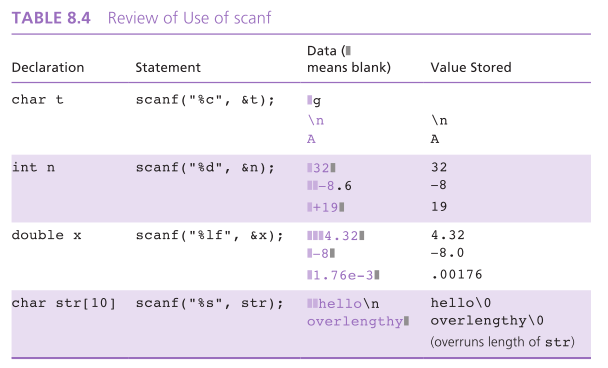 TABLE 8.4 Review of Use of scanf
Data (▮
Declaration Statement means blank) Value Stored
char t scanf("%c", &t); ▮g
\n \n
A A
int n scanf("%d", &n); ▮32▮ 32
▮▮-8.6 -8
▮+19▮ 19
double x scanf("%lf", &x); ▮▮▮4.32▮ 4.32
▮-8▮ -8.0
▮1.76e-3▮ .00176
char str[10] scanf("%s", str); ▮▮hello\n hello\0
overlengthy▮ overlengthy\0
(overruns length of str)